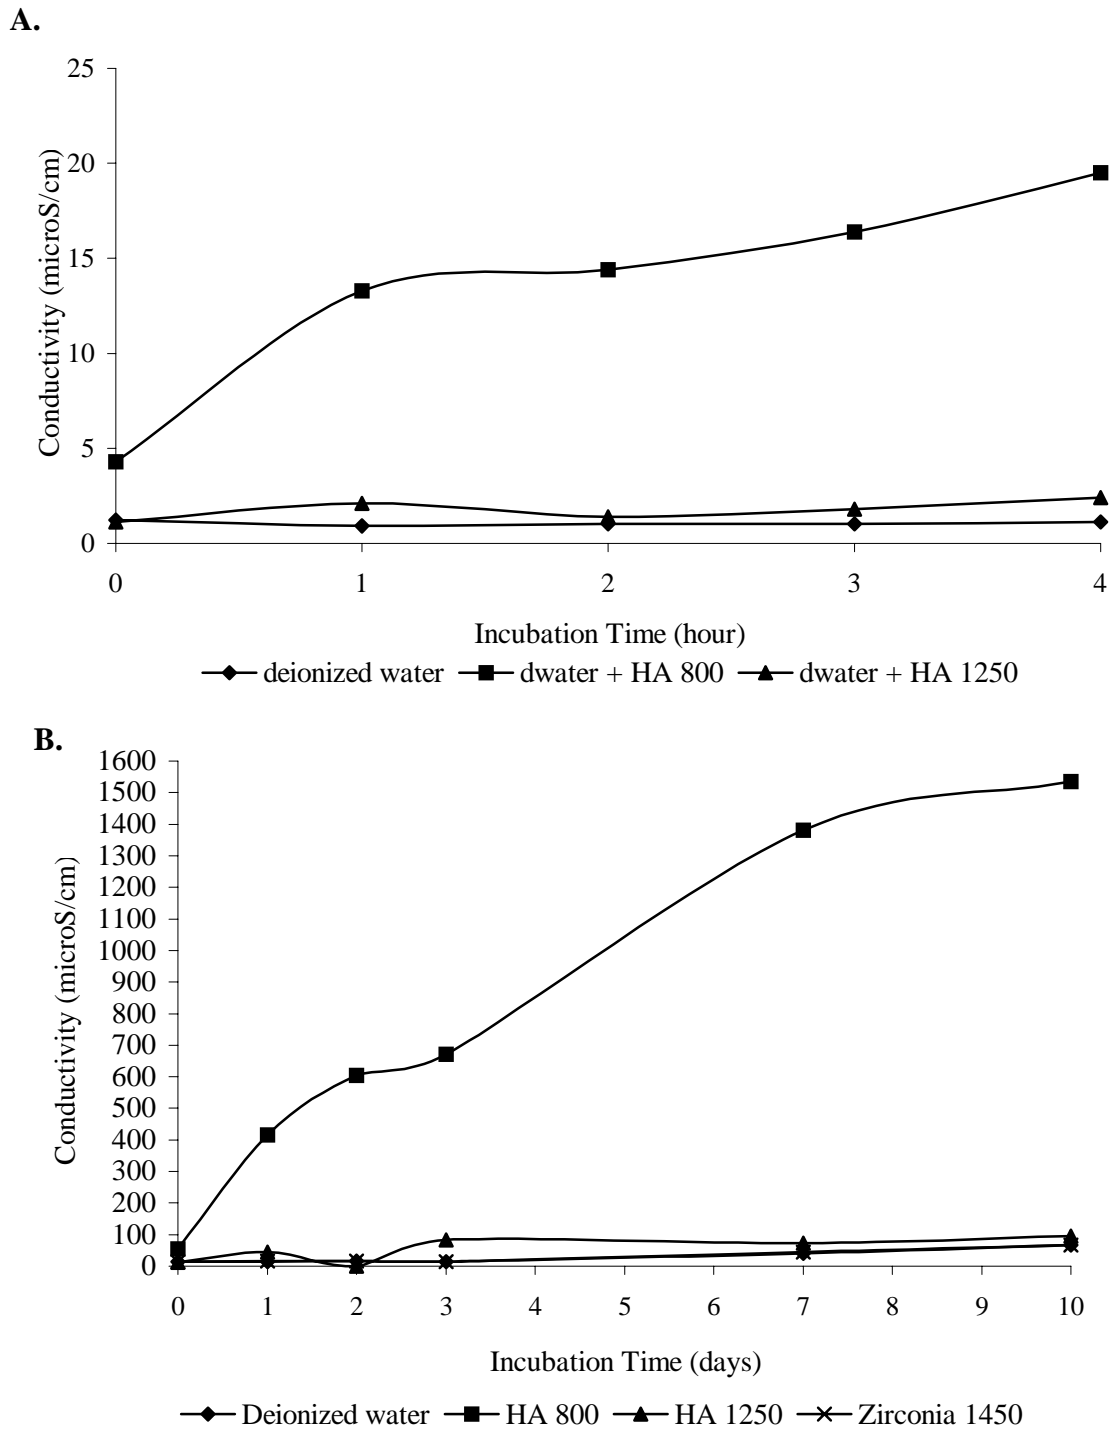 A.
25
20
15
10
5
0
Conductivity (microS/cm)
0 1 2 3 4
Incubation Time (hour)
deionized water dwater + HA 800 dwater + HA 1250
B.
1600
1500
1400
1300
1200
1100
1000
900
800
700
600
500
400
300
200
100
0
Conductivity (microS/cm)
0 1 2 3 4 5 6 7 8 9 10
Incubation Time (days)
Deionized water HA 800 HA 1250 Zirconia 1450